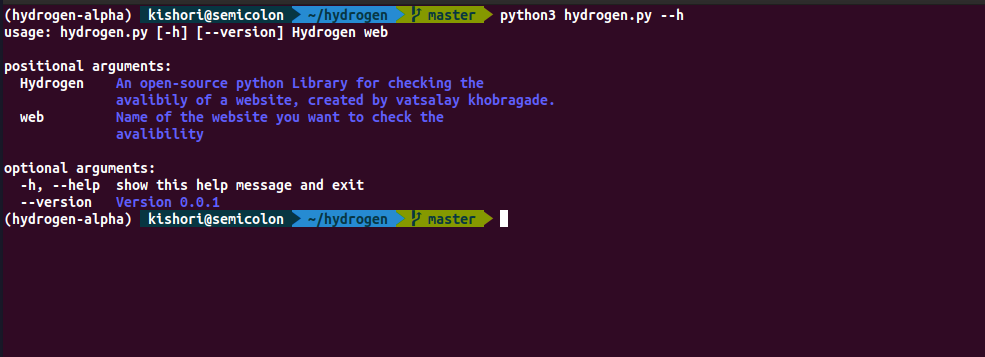 (hydrogen-alpha) kishori@semicolon ~/hydrogen master python3 hydrogen.py --h
usage: hydrogen.py [-h] [--version] Hydrogen web
positional arguments:
Hydrogen An open-source python Library for checking the
avalibily of a website, created by vatsalay khobragade.
web Name of the website you want to check the
avalibility
optional arguments:
-h, --help show this help message and exit
--version Version 0.0.1
(hydrogen-alpha) kishori@semicolon ~/hydrogen master